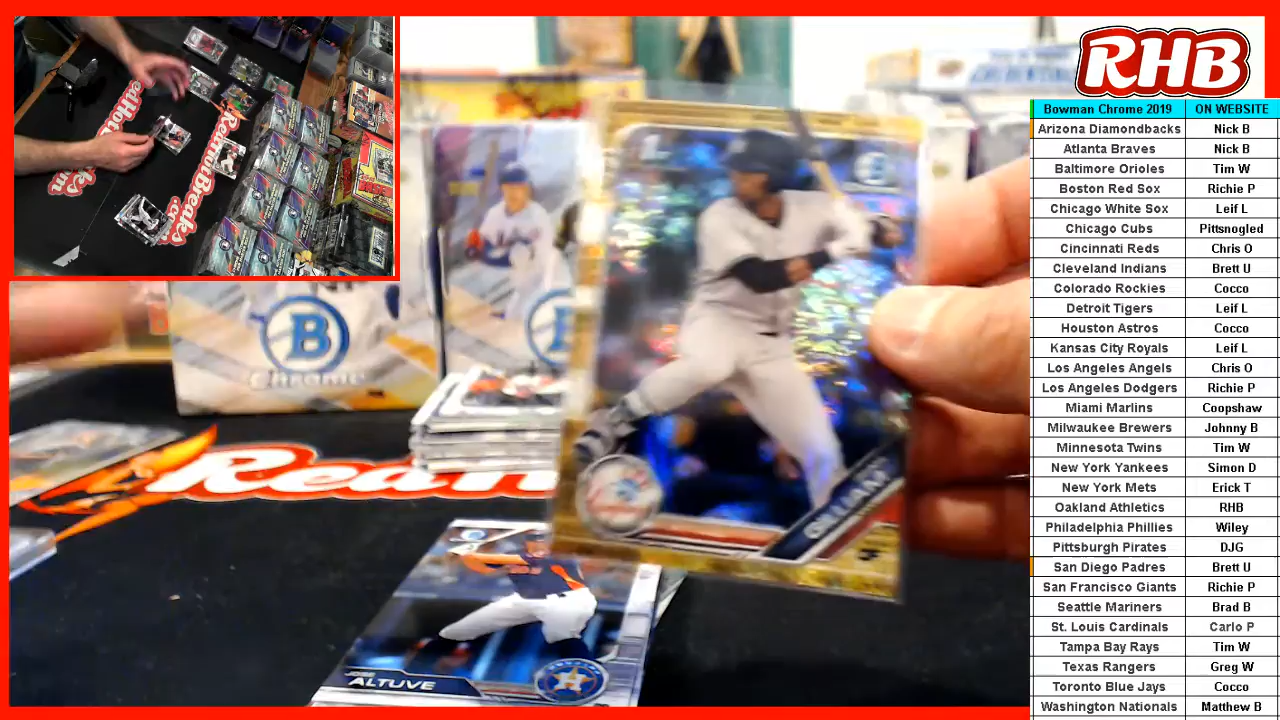 RHB
Bowman Chrome 2019 ON WEBSITE
Arizona Diamondbacks Nick B
Atlanta Braves Nick B
Baltimore Orioles Tim W
Boston Red Sox Richie P
Chicago White Sox Leif L
Chicago Cubs Pittsnogled
Cincinnati Reds Chris O
Cleveland Indians Brett U
Colorado Rockies Cocco
Detroit Tigers Leif L
Houston Astros Cocco
Kansas City Royals Leif L
Los Angeles Angels Chris O
Los Angeles Dodgers Richie P
Miami Marlins Coopshaw
Milwaukee Brewers Johnny B
Minnesota Twins Tim W
New York Yankees Simon D
New York Mets Erick T
Oakland Athletics RHB
Philadelphia Phillies Wiley
Pittsburgh Pirates DJG
San Diego Padres Brett U
San Francisco Giants Richie P
Seattle Mariners Brad B
St. Louis Cardinals Carlo P
Tampa Bay Rays Tim W
Texas Rangers Greg W
Toronto Blue Jays Cocco
Washington Nationals Matthew B
RedHotBreaks.com
B
Chrome
B
CF
JOSE
ALTUVE